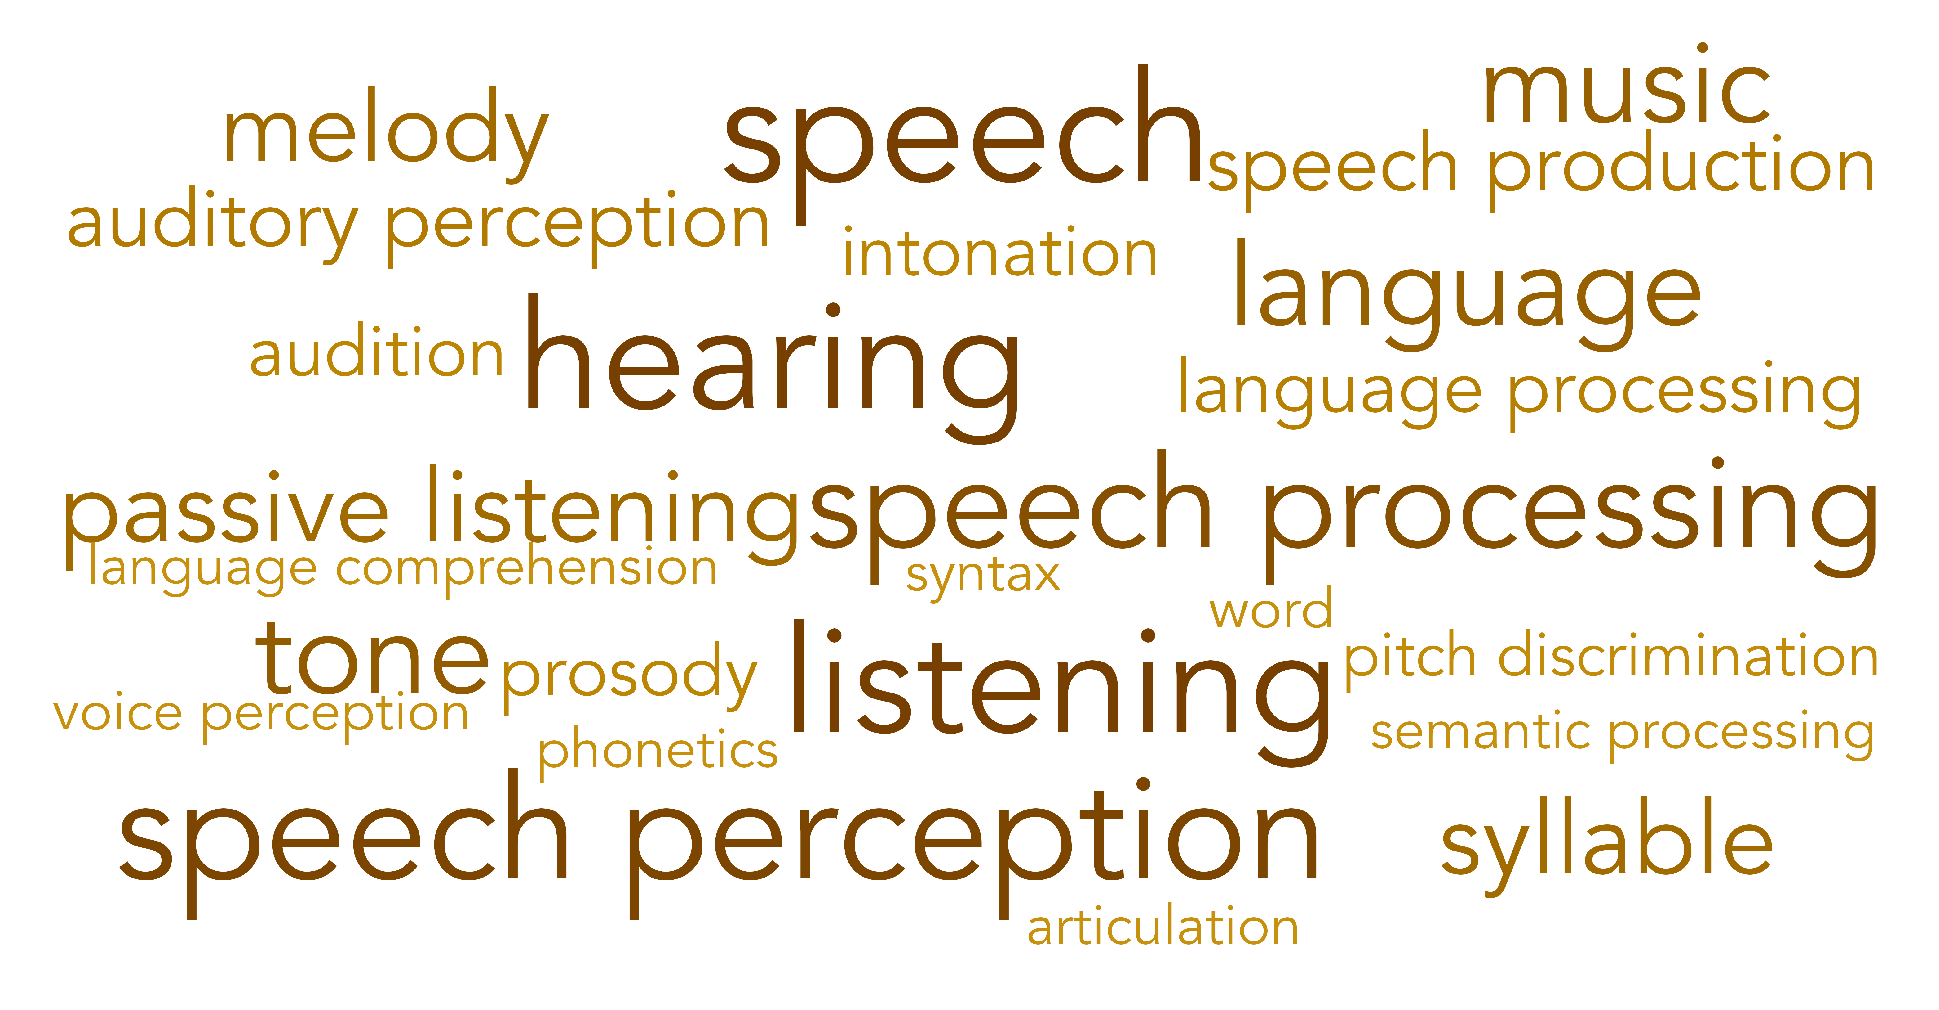 music
melody
speech
speech production
auditory perception
intonation
language
hearing
audition
language processing
passive listening
speech processing
language comprehension
syntax
word
tone
prosody
listening
pitch discrimination
voice perception
phonetics
semantic processing
speech perception
syllable
articulation